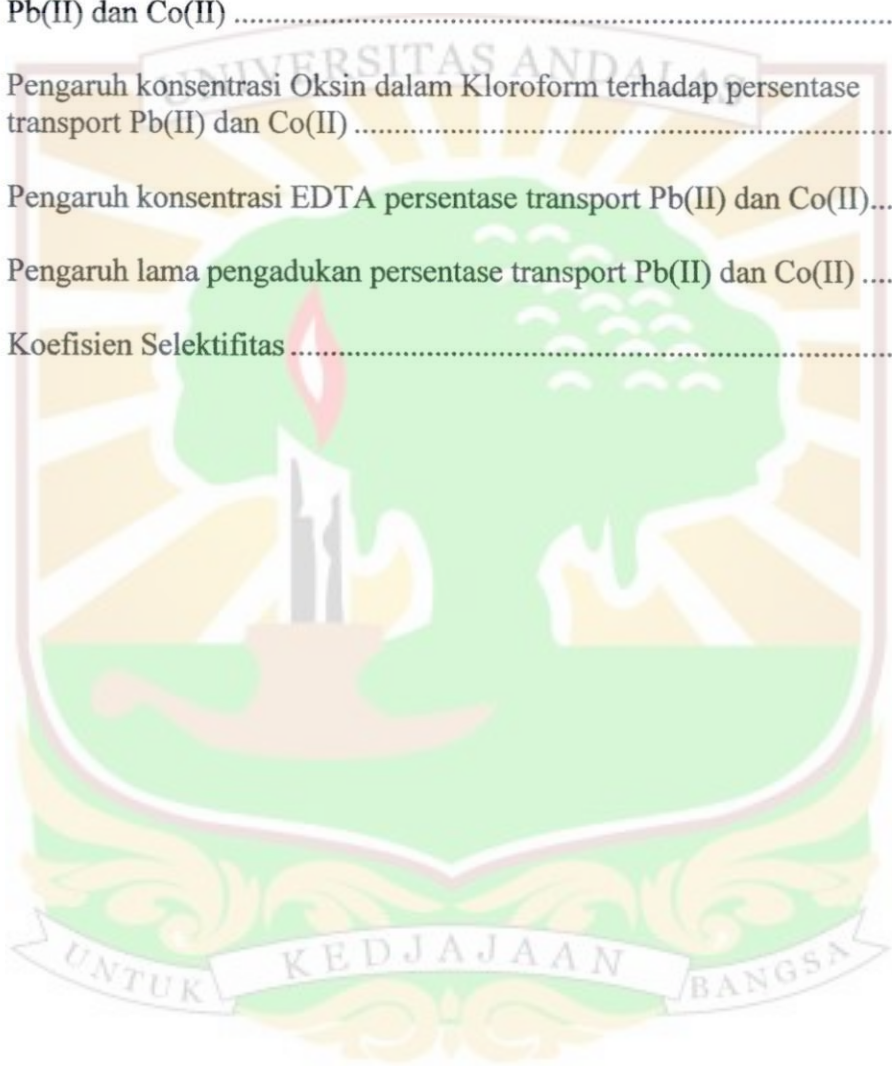 Pb(II) dan Co(II) ..........................................................................
UNIVERSITAS ANDALAS
Pengaruh konsentrasi Oksin dalam Kloroform terhadap persentase
transport Pb(II) dan Co(II) ............................................................
Pengaruh konsentrasi EDTA persentase transport Pb(II) dan Co(II)...
Pengaruh lama pengadukan persentase transport Pb(II) dan Co(II) ....
Koefisien Selektifitas ...................................................................
UNTUK KEDJAJAAN BANGSA